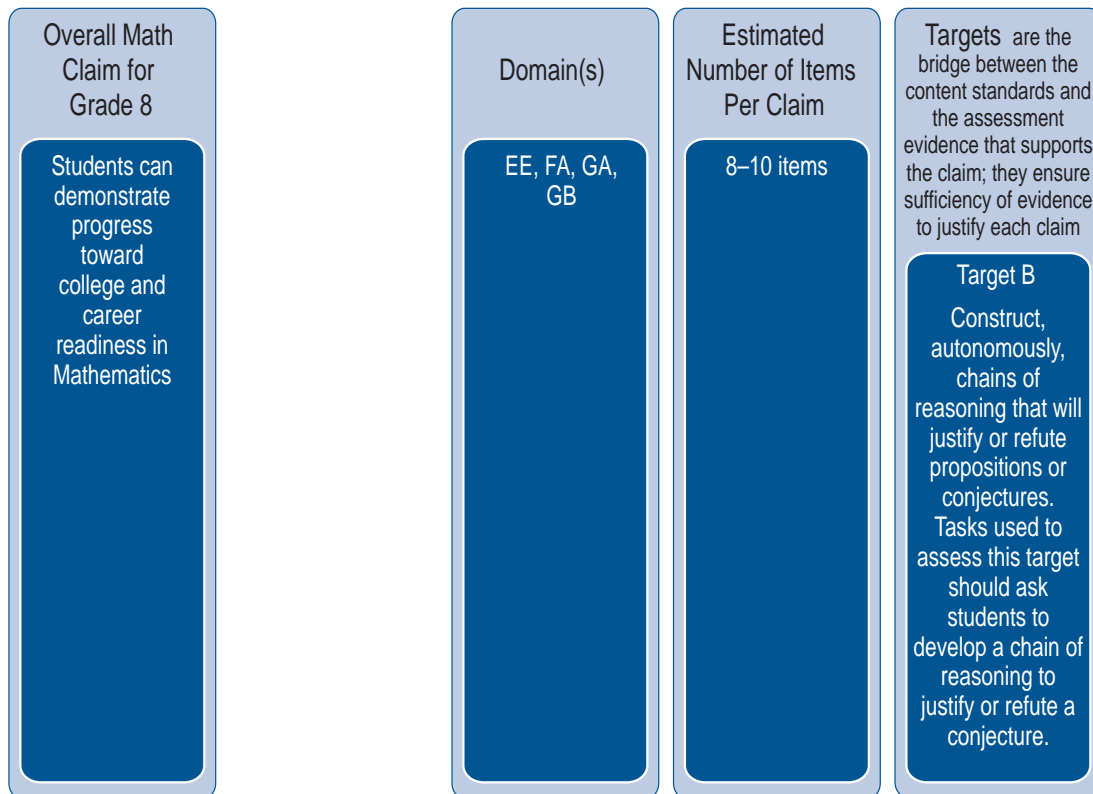 Overall Math
Claim for
Grade 8
Students can
demonstrate
progress
toward
college and
career
readiness in
Mathematics
Domain(s)
EE, FA, GA,
GB
Estimated
Number of Items
Per Claim
8–10 items
Targets are the
bridge between the
content standards and
the assessment
evidence that supports
the claim; they ensure
sufficiency of evidence
to justify each claim
Target B
Construct,
autonomously,
chains of
reasoning that will
justify or refute
propositions or
conjectures.
Tasks used to
assess this target
should ask
students to
develop a chain of
reasoning to
justify or refute a
conjecture.